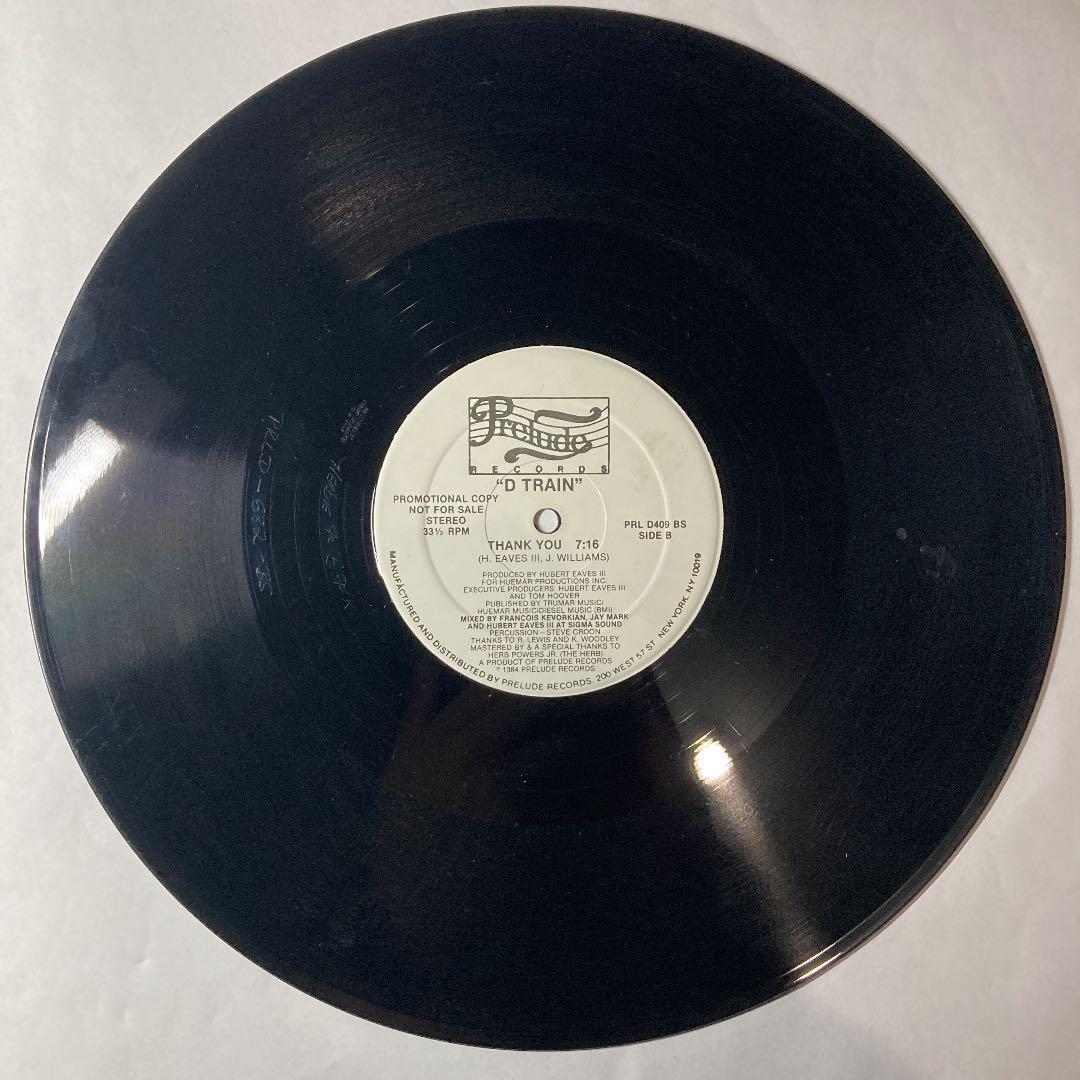 Prelude
RECORDS
"D TRAIN"
PROMOTIONAL COPY
NOT FOR SALE
STEREO
33⅓ RPM
PRL D409 BS
SIDE B
THANK YOU 7:16
(H. EAVES III, J. WILLIAMS)
PRODUCED BY HUBERT EAVES III
FOR HUEMAR PRODUCTIONS INC.
EXECUTIVE PRODUCERS: HUBERT EAVES III
AND TOM HOOVER
PUBLISHED BY TRUMAR MUSIC/
HUEMAR MUSIC/DIESEL MUSIC (BMI)
MIXED BY FRANCOIS KEVORKIAN, JAY MARK
AND HUBERT EAVES III AT SIGMA SOUND
PERCUSSION—STEVE CROON
THANKS TO R. LEWIS AND K. WOODLEY
MASTERED BY & A SPECIAL THANKS TO
HERB POWERS JR. (THE HERB)
A PRODUCT OF PRELUDE RECORDS
℗ 1984 PRELUDE RECORDS
MANUFACTURED AND DISTRIBUTED BY PRELUDE RECORDS. 200 WEST 57 ST. NEW YORK, NY 10019